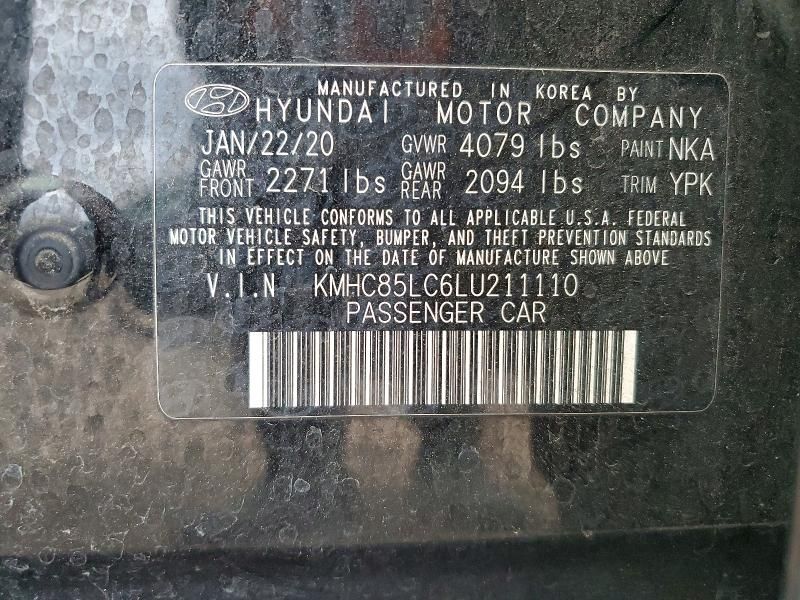 MANUFACTURED IN KOREA BY
HYUNDAI MOTOR COMPANY
JAN/22/20 GVWR 4079 lbs PAINT NKA
GAWR FRONT 2271 lbs GAWR REAR 2094 lbs TRIM YPK
THIS VEHICLE CONFORMS TO ALL APPLICABLE U.S.A. FEDERAL
MOTOR VEHICLE SAFETY, BUMPER, AND THEFT PREVENTION STANDARDS
IN EFFECT ON THE DATE OF MANUFACTURE SHOWN ABOVE
V.I.N KMHC85LC6LU211110
PASSENGER CAR